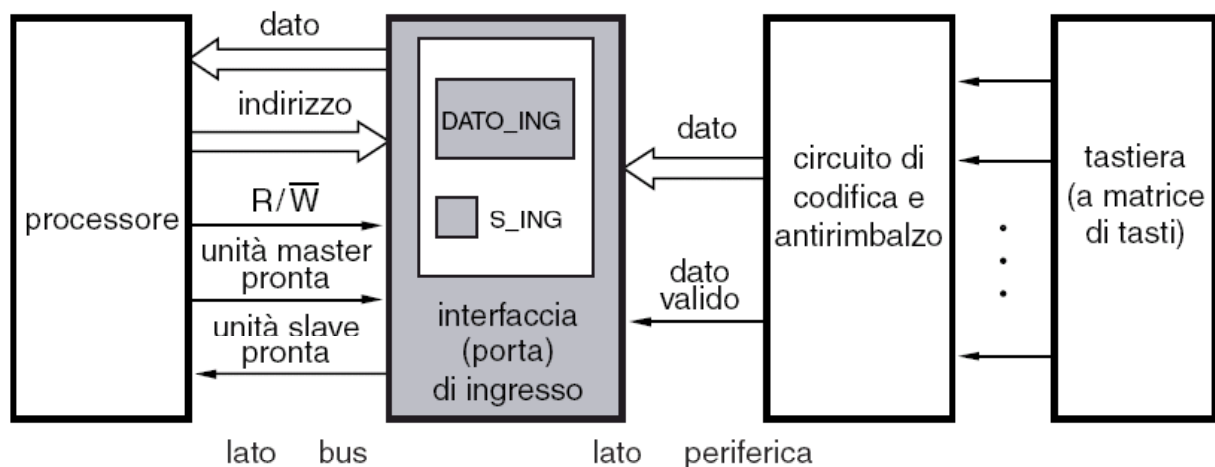 processore
dato
indirizzo
R/W̅
unità master
pronta
unità slave
pronta
DATO_ING
S_ING
interfaccia
(porta)
di ingresso
dato
dato
valido
circuito di
codifica e
antirimbalzo
tastiera
(a matrice
di tasti)
lato bus
lato periferica